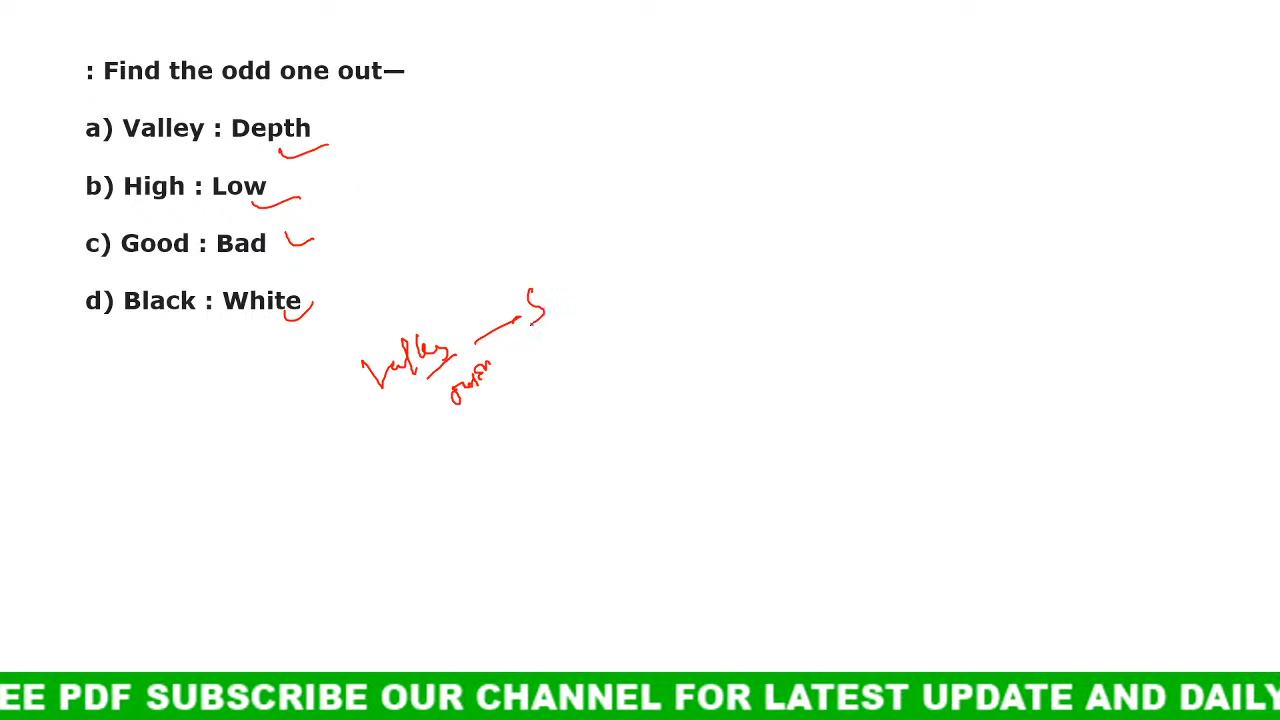 : Find the odd one out—
a) Valley : Depth
b) High : Low
c) Good : Bad
d) Black : White
Valley
S
EE PDF SUBSCRIBE OUR CHANNEL FOR LATEST UPDATE AND DAILY